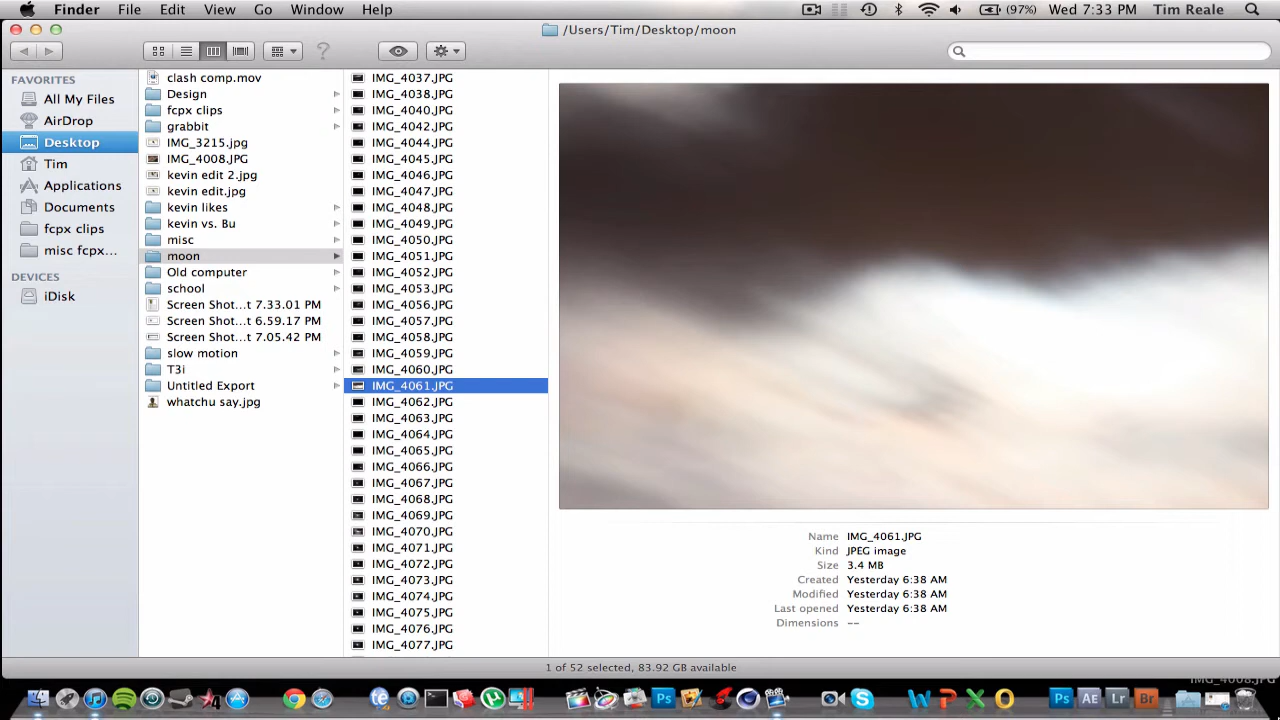 Finder File Edit View Go Window Help (97%) Wed 7:33 PM Tim Reale
/Users/Tim/Desktop/moon
FAVORITES
All My Files
AirDrop
Desktop
Tim
Applications
Documents
fcpx clips
misc fcpx...
DEVICES
iDisk
clash comp.mov
Design
fcpx clips
grabbit
IMG_3215.jpg
IMG_4008.JPG
kevin edit 2.jpg
kevin edit.jpg
kevin likes
kevin vs. Bu
misc
moon
Old computer
school
Screen Shot...t 7.33.01 PM
Screen Shot...t 6.59.17 PM
Screen Shot...t 7.05.42 PM
slow motion
T3i
Untitled Export
whatchu say.jpg
IMG_4037.JPG
IMG_4038.JPG
IMG_4040.JPG
IMG_4042.JPG
IMG_4044.JPG
IMG_4045.JPG
IMG_4046.JPG
IMG_4047.JPG
IMG_4048.JPG
IMG_4049.JPG
IMG_4050.JPG
IMG_4051.JPG
IMG_4052.JPG
IMG_4053.JPG
IMG_4056.JPG
IMG_4057.JPG
IMG_4058.JPG
IMG_4059.JPG
IMG_4060.JPG
IMG_4061.JPG
IMG_4062.JPG
IMG_4063.JPG
IMG_4064.JPG
IMG_4065.JPG
IMG_4066.JPG
IMG_4067.JPG
IMG_4068.JPG
IMG_4069.JPG
IMG_4070.JPG
IMG_4071.JPG
IMG_4072.JPG
IMG_4073.JPG
IMG_4074.JPG
IMG_4075.JPG
IMG_4076.JPG
IMG_4077.JPG
Name IMG_4061.JPG
Kind JPEG image
Size 3.4 MB
Created Yesterday 6:38 AM
Modified Yesterday 6:38 AM
Last opened Yesterday 6:38 AM
Dimensions --
1 of 52 selected, 83.92 GB available
IMG_4008.JPG
Ps W P X O Ps Ae Lr Br